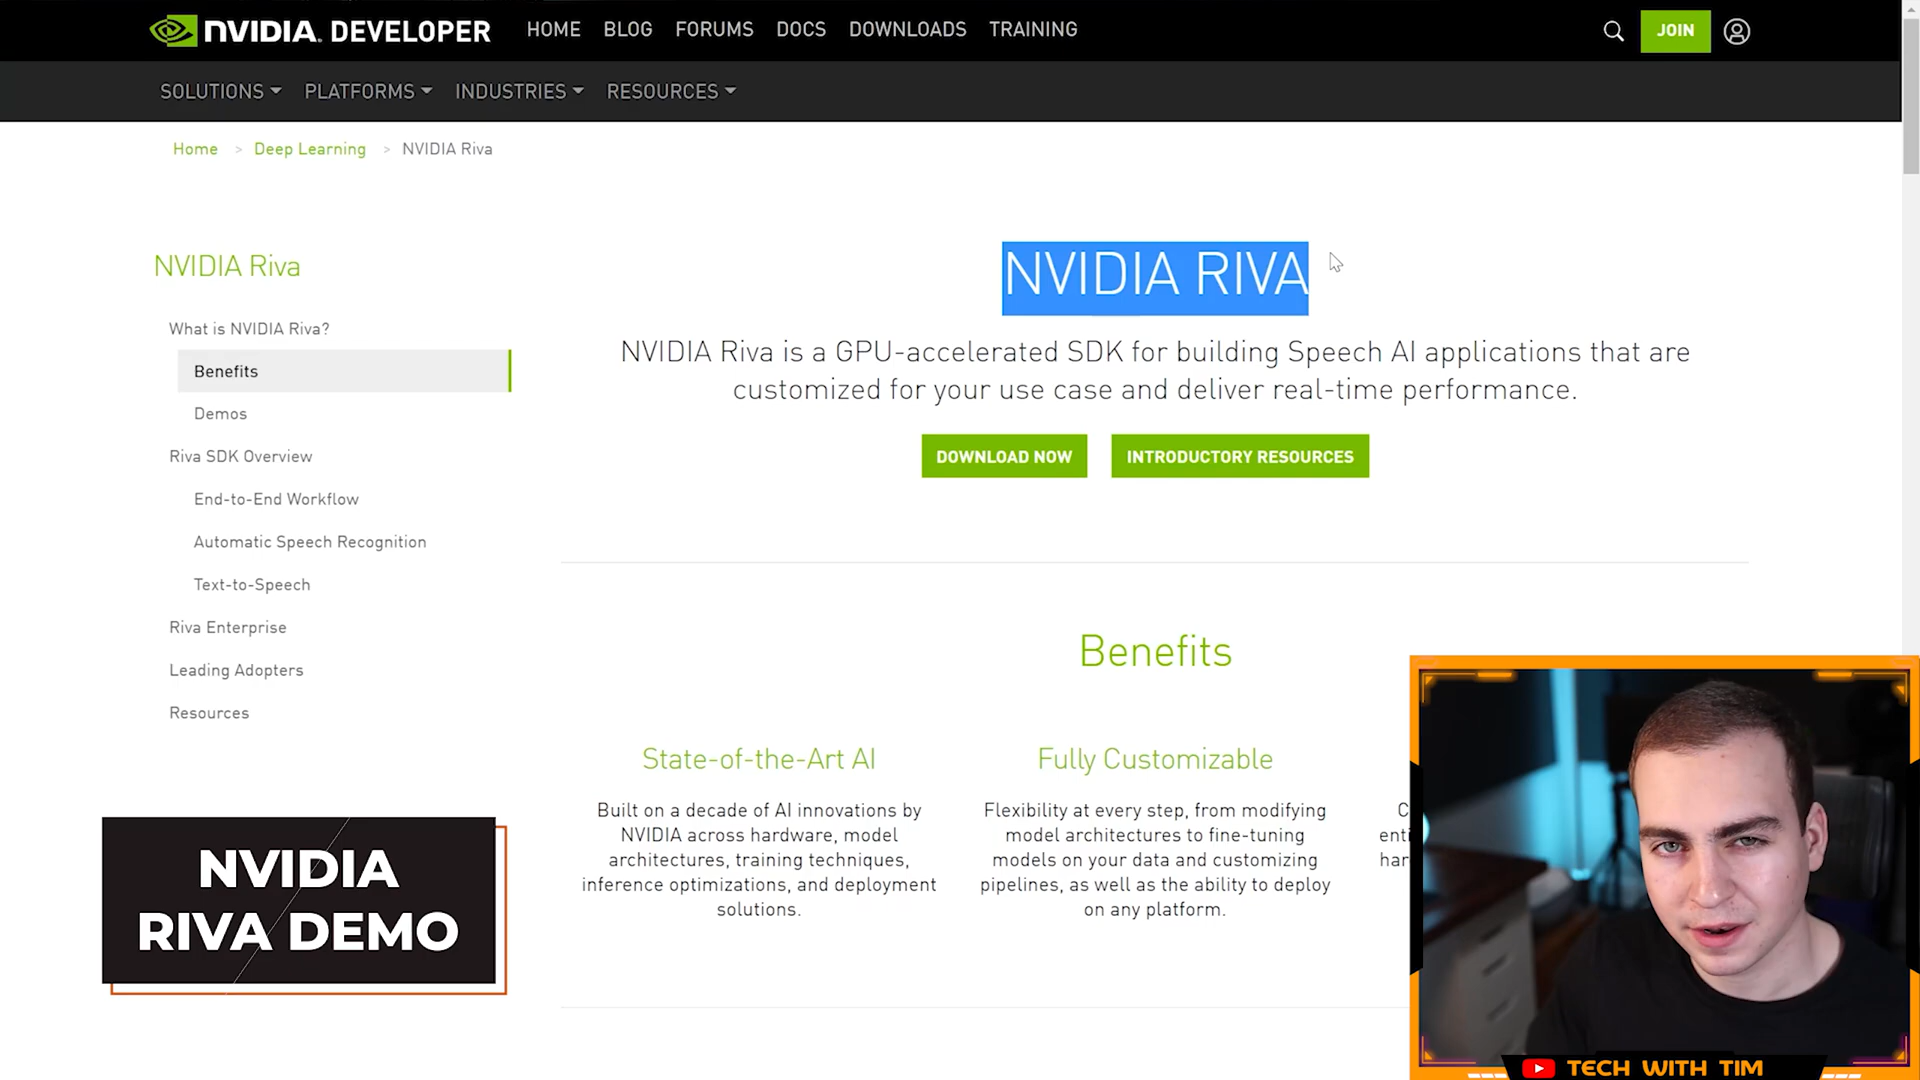 NVIDIA. DEVELOPER HOME BLOG FORUMS DOCS DOWNLOADS TRAINING JOIN
SOLUTIONS PLATFORMS INDUSTRIES RESOURCES
Home > Deep Learning > NVIDIA Riva
NVIDIA Riva
What is NVIDIA Riva?
Benefits
Demos
Riva SDK Overview
End-to-End Workflow
Automatic Speech Recognition
Text-to-Speech
Riva Enterprise
Leading Adopters
Resources
NVIDIA RIVA
NVIDIA Riva is a GPU-accelerated SDK for building Speech AI applications that are
customized for your use case and deliver real-time performance.
DOWNLOAD NOW INTRODUCTORY RESOURCES
Benefits
State-of-the-Art AI
Built on a decade of AI innovations by
NVIDIA across hardware, model
architectures, training techniques,
inference optimizations, and deployment
solutions.
Fully Customizable
Flexibility at every step, from modifying
model architectures to fine-tuning
models on your data and customizing
pipelines, as well as the ability to deploy
on any platform.
NVIDIA
RIVA DEMO
TECH WITH TIM